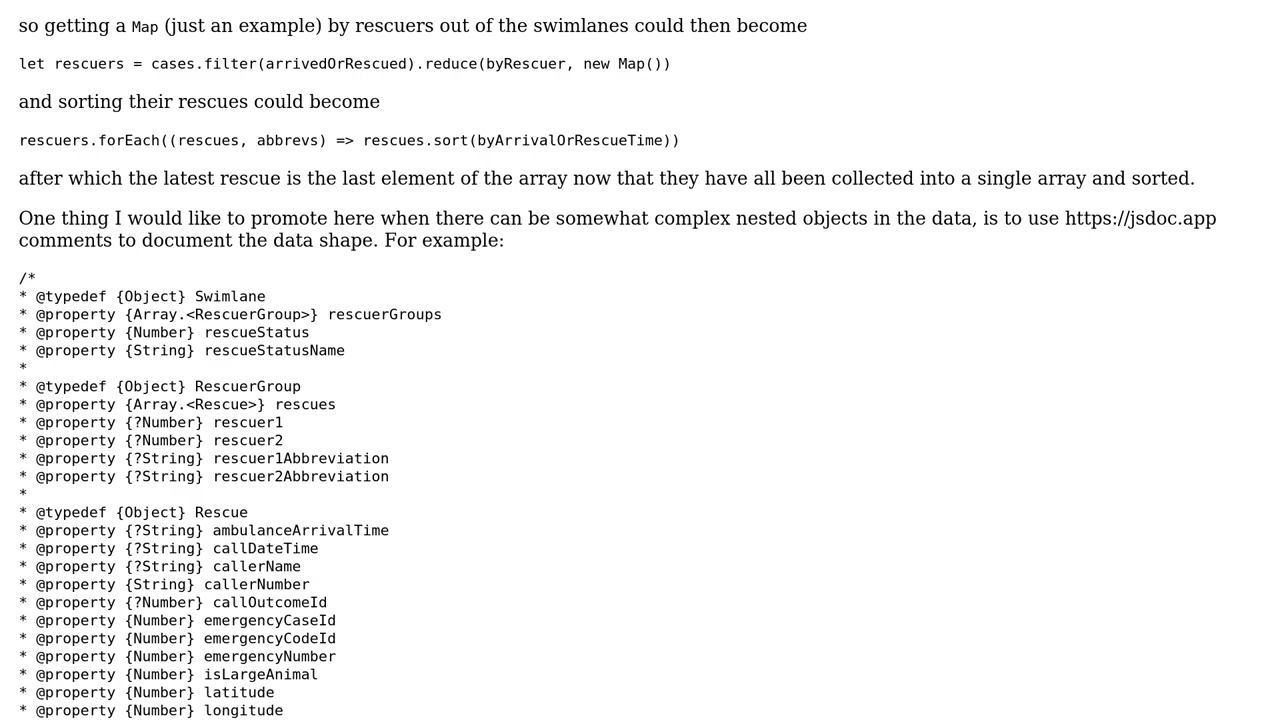 so getting a Map (just an example) by rescuers out of the swimlanes could then become
let rescuers = cases.filter(arrivedOrRescued).reduce(byRescuer, new Map())
and sorting their rescues could become
rescuers.forEach((rescues, abbrevs) => rescues.sort(byArrivalOrRescueTime))
after which the latest rescue is the last element of the array now that they have all been collected into a single array and sorted.
One thing I would like to promote here when there can be somewhat complex nested objects in the data, is to use https://jsdoc.app
comments to document the data shape. For example:
/*
* @typedef {Object} Swimlane
* @property {Array.<RescuerGroup>} rescuerGroups
* @property {Number} rescueStatus
* @property {String} rescueStatusName
*
* @typedef {Object} RescuerGroup
* @property {Array.<Rescue>} rescues
* @property {?Number} rescuer1
* @property {?Number} rescuer2
* @property {?String} rescuer1Abbreviation
* @property {?String} rescuer2Abbreviation
*
* @typedef {Object} Rescue
* @property {?String} ambulanceArrivalTime
* @property {?String} callDateTime
* @property {?String} callerName
* @property {String} callerNumber
* @property {?Number} callOutcomeId
* @property {Number} emergencyCaseId
* @property {Number} emergencyCodeId
* @property {Number} emergencyNumber
* @property {Number} isLargeAnimal
* @property {Number} latitude
* @property {Number} longitude